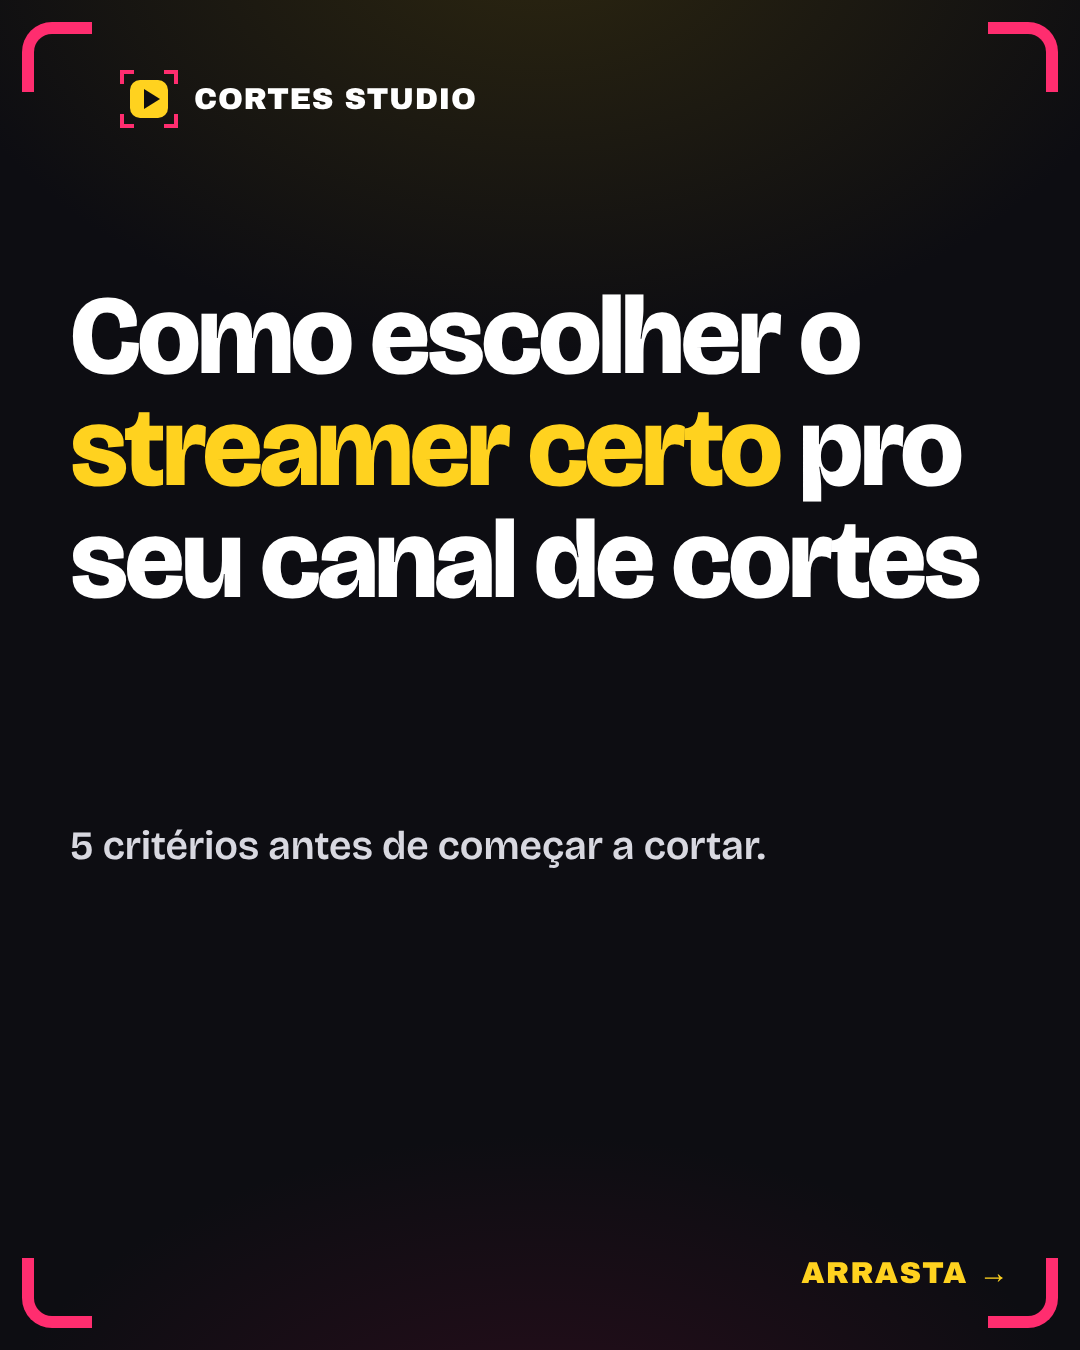 CORTES STUDIO
Como escolher o
streamer certo pro
seu canal de cortes
5 critérios antes de começar a cortar.
ARRASTA →